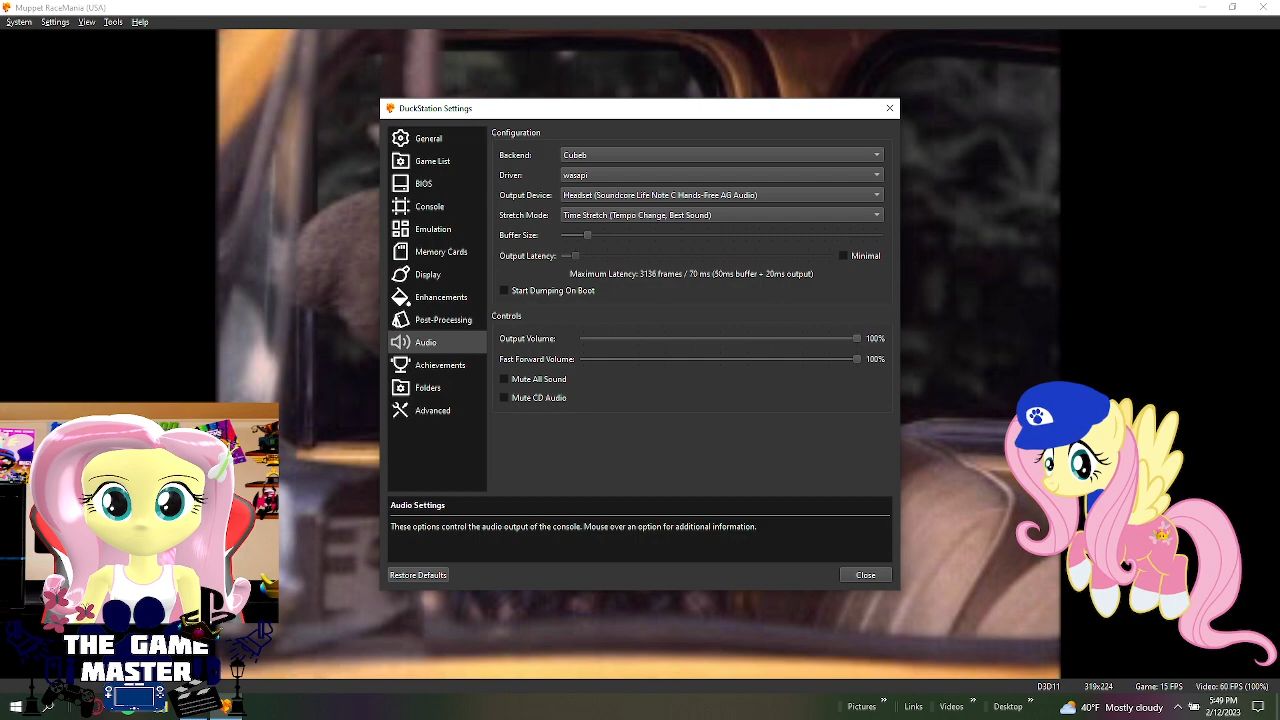 Muppet RaceMania (USA)
System Settings View Tools Help
DuckStation Settings
General
Game List
BIOS
Console
Emulation
Memory Cards
Display
Enhancements
Post-Processing
Audio
Achievements
Folders
Advanced
Configuration
Backend: Cubeb
Driver: wasapi
Output Device: Headset (Soundcore Life Note C Hands-Free AG Audio)
Stretch Mode: Time Stretch (Tempo Change, Best Sound)
Buffer Size:
Output Latency: Minimal
Maximum Latency: 3136 frames / 70 ms (50ms buffer + 20ms output)
Start Dumping On Boot
Controls
Output Volume: 100%
Fast Forward Volume: 100%
Mute All Sound
Mute CD Audio
Audio Settings
These options control the audio output of the console. Mouse over an option for additional information.
Restore Defaults Close
THE GAME
MASTER
D3D11 319x224 Game: 15 FPS Video: 60 FPS (100%)
Pictures » Links Videos » Desktop » 40°F Mostly cloudy
5:49 PM
2/12/2023